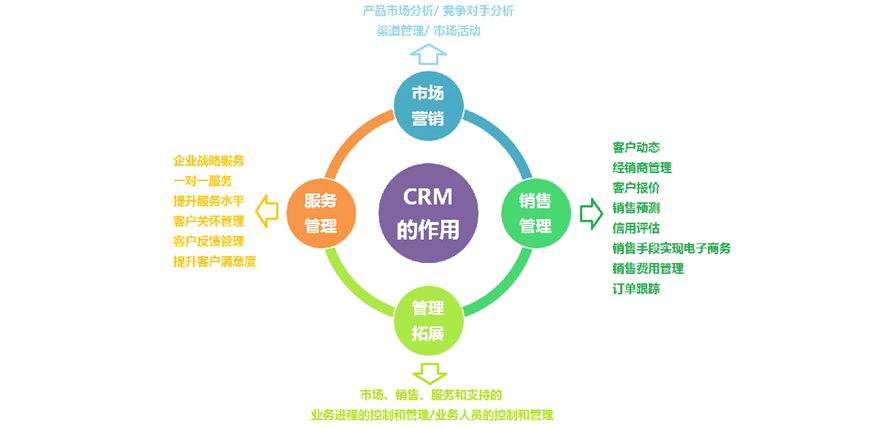 产品市场分析/ 竞争对手分析
渠道管理/ 市场活动
市场
营销
企业战略服务
一对一服务
提升服务水平
客户关怀管理
客户反馈管理
提升客户满意度
服务
管理
CRM
的作用
销售
管理
客户动态
经销商管理
客户报价
销售预测
信用评估
销售手段实现电子商务
销售费用管理
订单跟踪
管理
拓展
市场、销售、服务和支持的
业务进程的控制和管理/业务人员的控制和管理